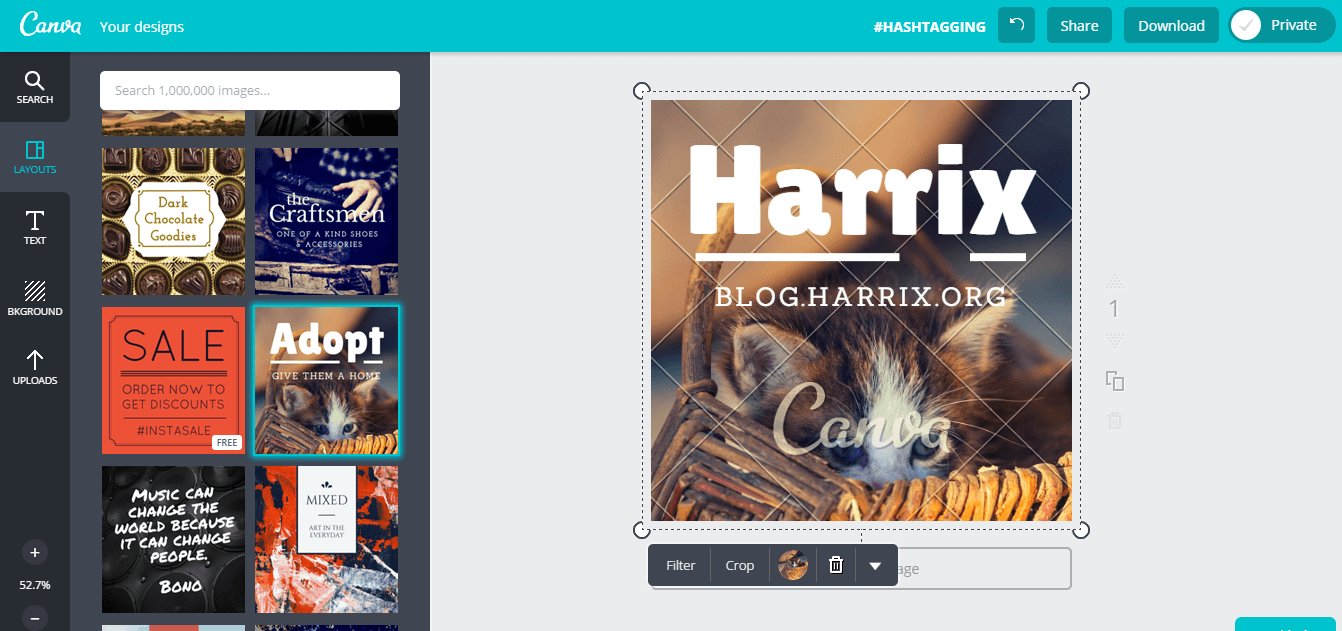 Canva
Your designs
#HASHTAGGING
Share
Download
Private
SEARCH
LAYOUTS
TEXT
BKGROUND
UPLOADS
+
52.7%
−
Search 1,000,000 images...
Dark
Chocolate
Goodies
the
Craftsmen
ONE OF A KIND SHOES
& ACCESSORIES
SALE
ORDER NOW TO
GET DISCOUNTS
#INSTASALE
FREE
Adopt
GIVE THEM A HOME
MUSIC CAN
CHANGE THE
WORLD BECAUSE
IT CAN CHANGE
PEOPLE.
BONO
MIXED
ART IN THE
EVERYDAY
Harrix
BLOG.HARRIX.ORG
Canva
1
Filter
Crop